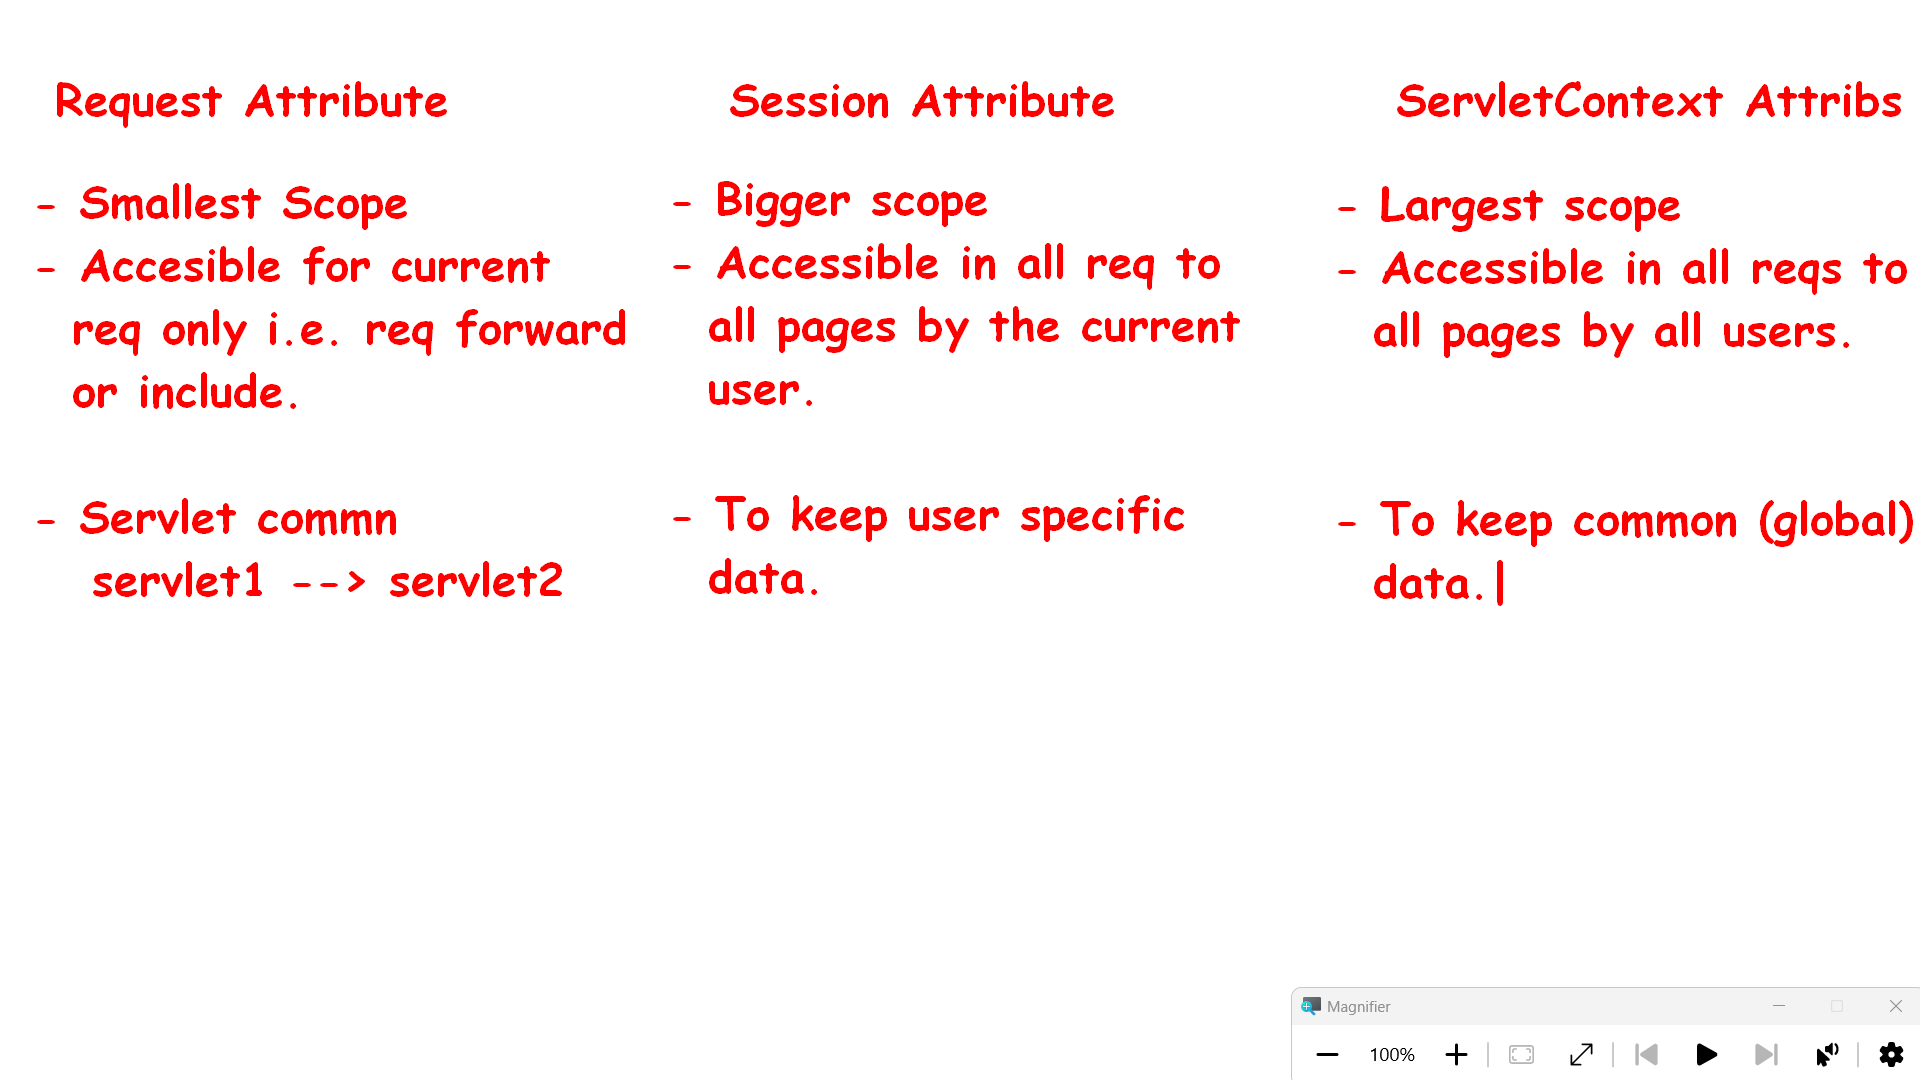 Request Attribute
- Smallest Scope
- Accesible for current
req only i.e. req forward
or include.
- Servlet commn
servlet1 --> servlet2
Session Attribute
- Bigger scope
- Accessible in all req to
all pages by the current
user.
- To keep user specific
data.
ServletContext Attribs
- Largest scope
- Accessible in all reqs to
all pages by all users.
- To keep common (global)
data.
Magnifier
100%